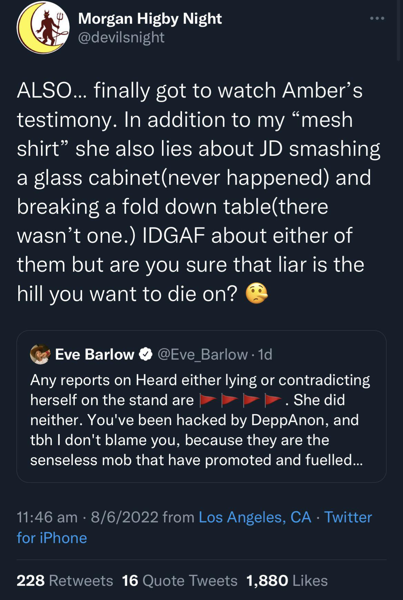 Morgan Higby Night
@devilsnight
ALSO... finally got to watch Amber's
testimony. In addition to my “mesh
shirt” she also lies about JD smashing
a glass cabinet(never happened) and
breaking a fold down table(there
wasn't one.) IDGAF about either of
them but are you sure that liar is the
hill you want to die on? 🤨
Eve Barlow @Eve_Barlow · 1d
Any reports on Heard either lying or contradicting
herself on the stand are 🚩🚩🚩🚩. She did
neither. You've been hacked by DeppAnon, and
tbh I don't blame you, because they are the
senseless mob that have promoted and fuelled...
11:46 am · 8/6/2022 from Los Angeles, CA · Twitter
for iPhone
228 Retweets 16 Quote Tweets 1,880 Likes